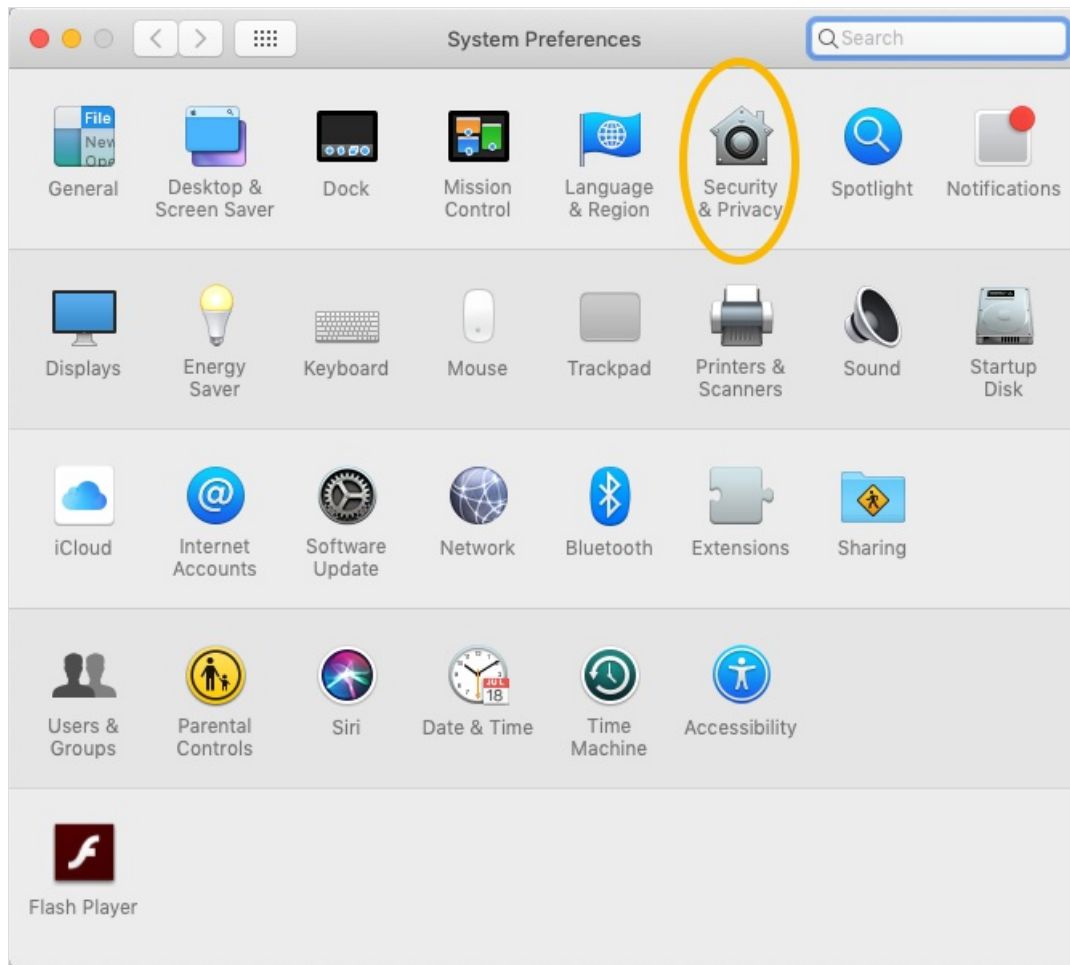 System Preferences
Search
File
New
Ope
General
Desktop &
Screen Saver
Dock
Mission
Control
Language
& Region
Security
& Privacy
Spotlight
Notifications
Displays
Energy
Saver
Keyboard
Mouse
Trackpad
Printers &
Scanners
Sound
Startup
Disk
iCloud
Internet
Accounts
Software
Update
Network
Bluetooth
Extensions
Sharing
Users &
Groups
Parental
Controls
Siri
JUL
18
Date & Time
Time
Machine
Accessibility
Flash Player